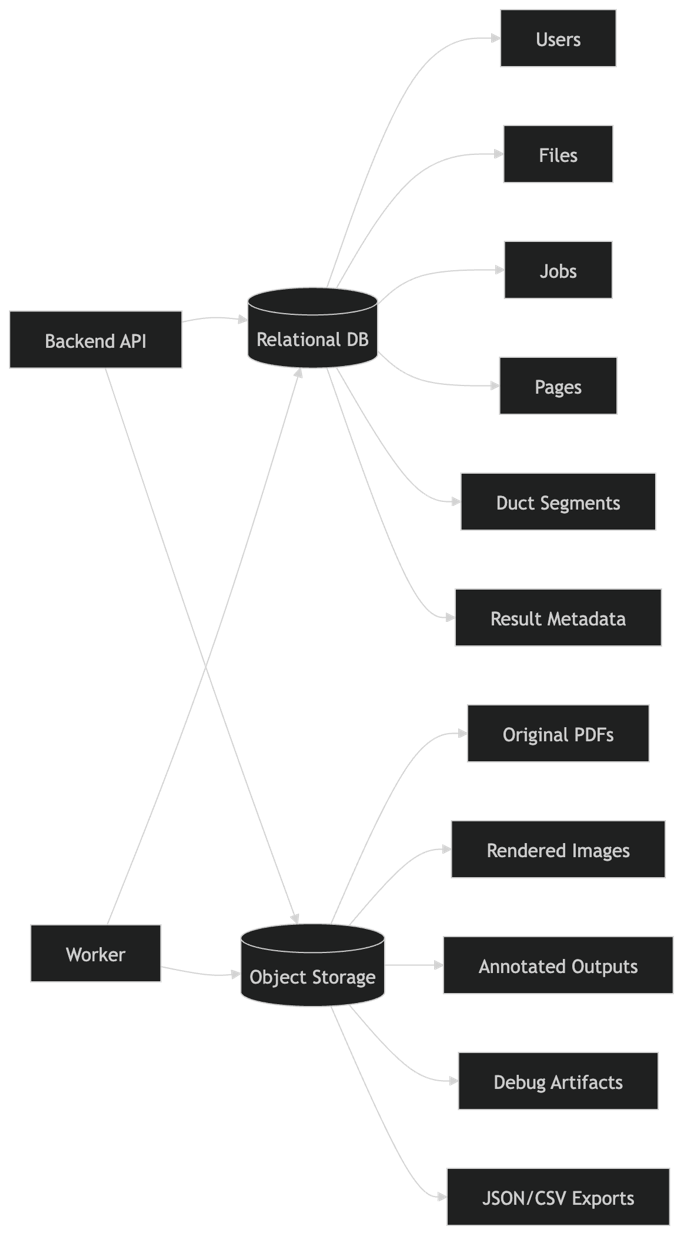 Users
Files
Jobs
Backend API
Relational DB
Pages
Duct Segments
Result Metadata
Original PDFs
Rendered Images
Worker
Object Storage
Annotated Outputs
Debug Artifacts
JSON/CSV Exports